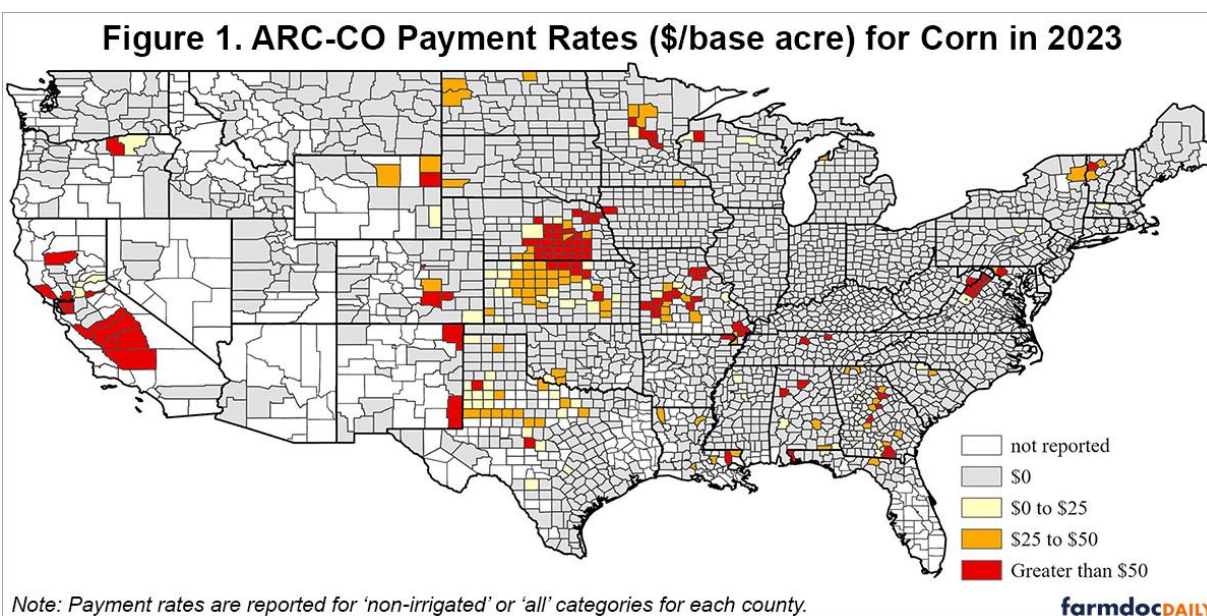 Figure 1. ARC-CO Payment Rates ($/base acre) for Corn in 2023
not reported
$0
$0 to $25
$25 to $50
Greater than $50
Note: Payment rates are reported for 'non-irrigated' or 'all' categories for each county.
farmdocDAILY